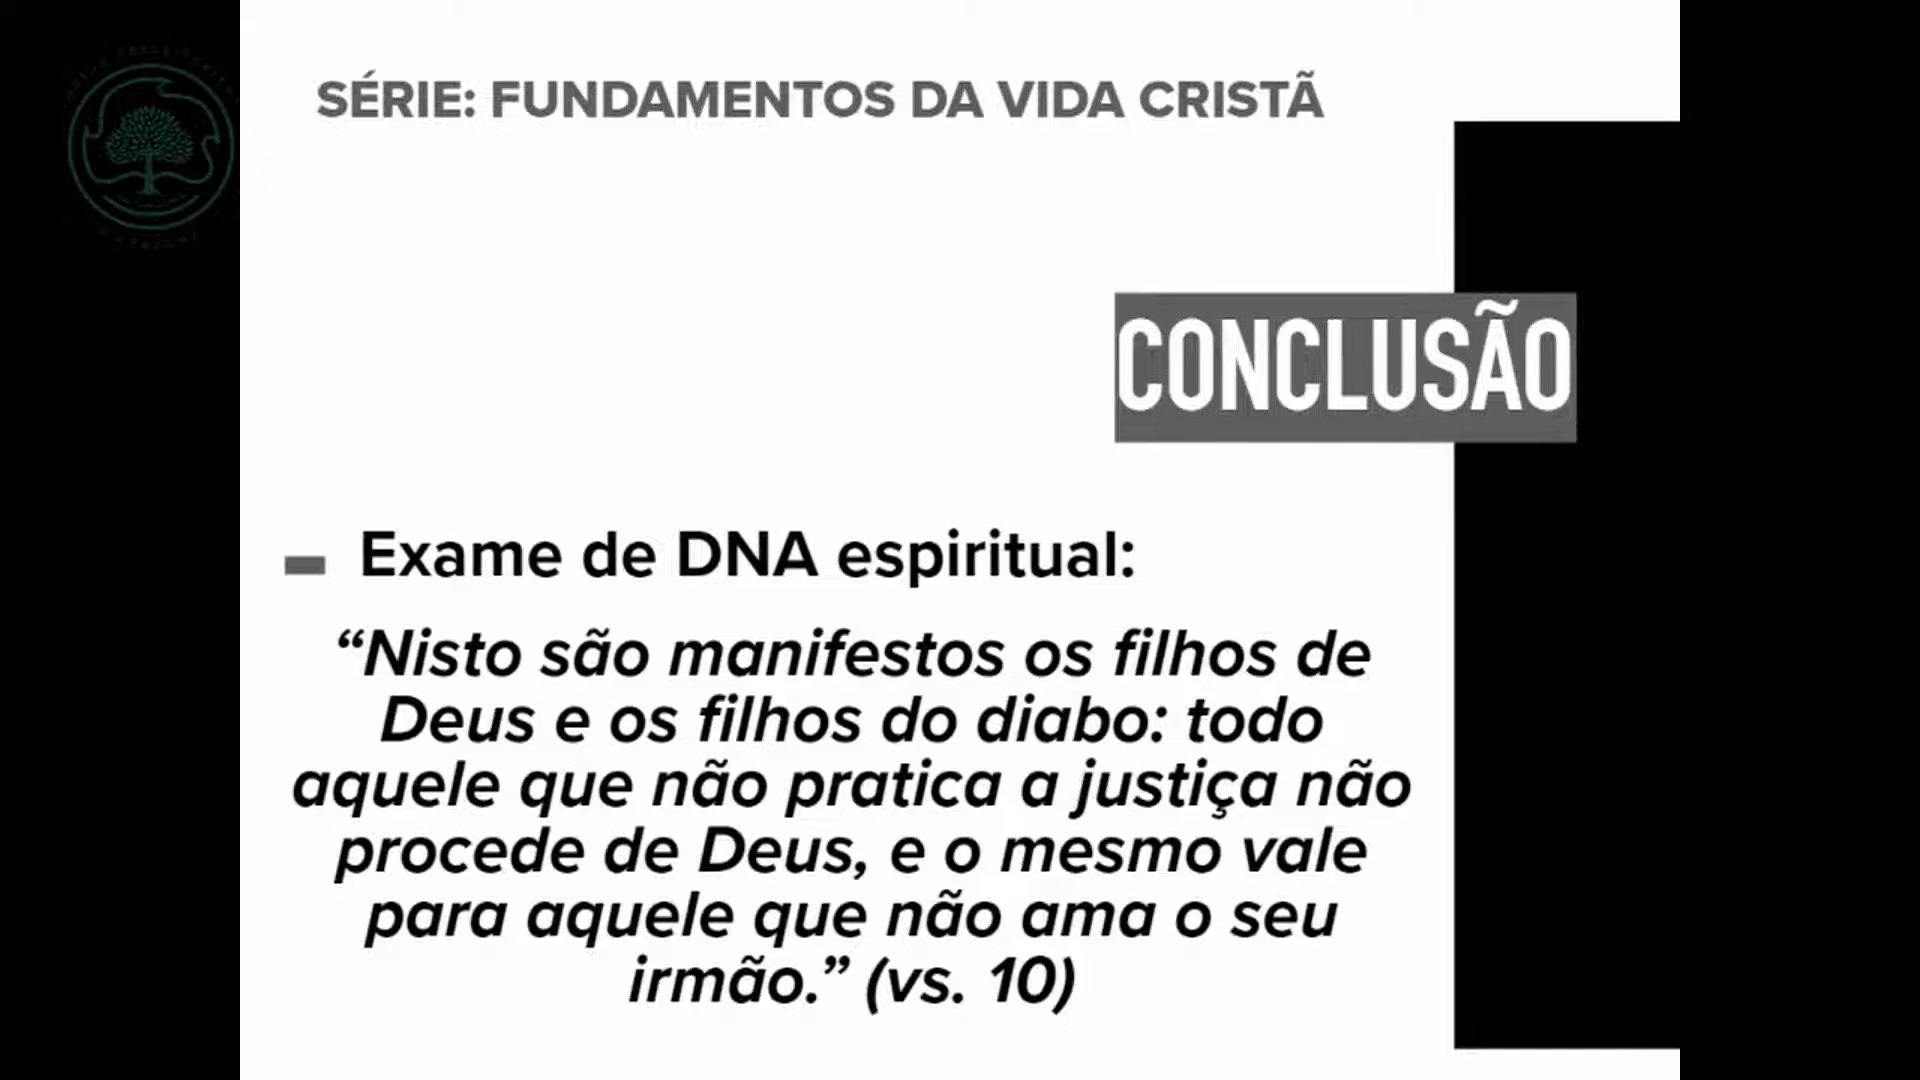 SÉRIE: FUNDAMENTOS DA VIDA CRISTÃ
CONCLUSÃO
Exame de DNA espiritual:
“Nisto são manifestos os filhos de
Deus e os filhos do diabo: todo
aquele que não pratica a justiça não
procede de Deus, e o mesmo vale
para aquele que não ama o seu
irmão.” (vs. 10)